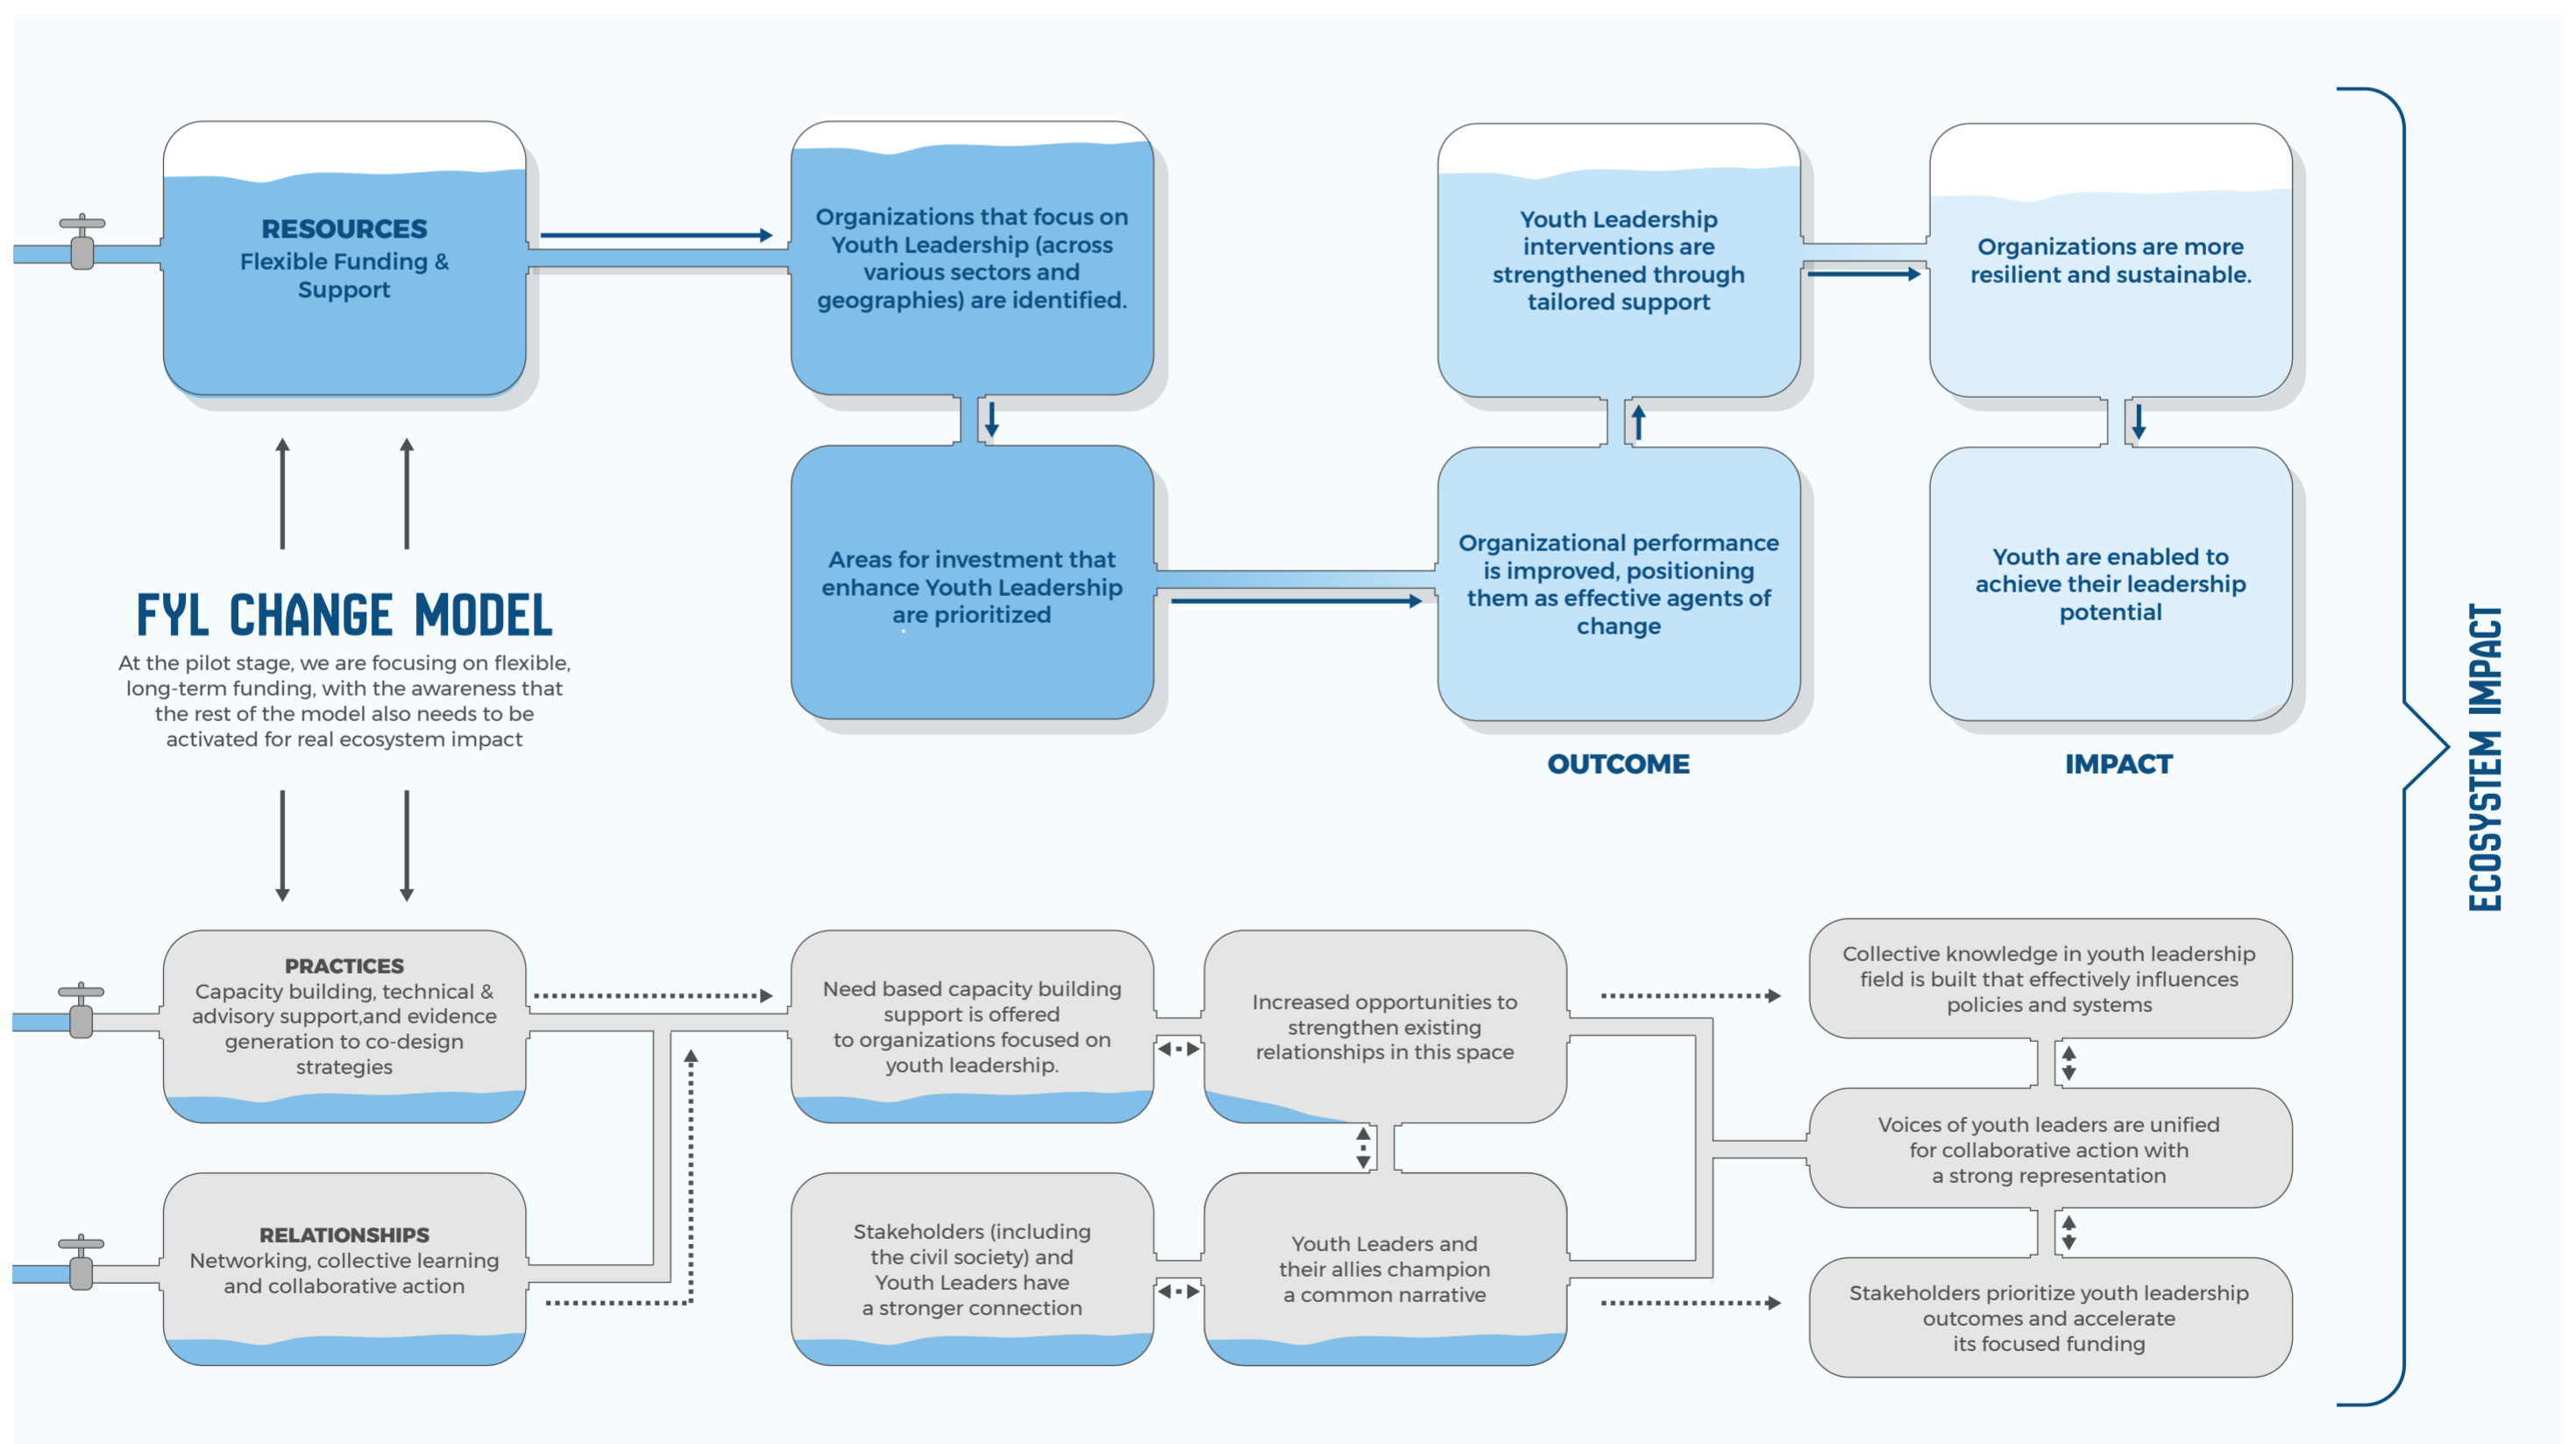 RESOURCES
Flexible Funding &
Support
Organizations that focus on
Youth Leadership (across
various sectors and
geographies) are identified.
Areas for investment that
enhance Youth Leadership
are prioritized
Youth Leadership
interventions are
strengthened through
tailored support
Organizational performance
is improved, positioning
them as effective agents of
change
OUTCOME
Organizations are more
resilient and sustainable.
Youth are enabled to
achieve their leadership
potential
IMPACT
FYL CHANGE MODEL
At the pilot stage, we are focusing on flexible,
long-term funding, with the awareness that
the rest of the model also needs to be
activated for real ecosystem impact
PRACTICES
Capacity building, technical &
advisory support,and evidence
generation to co-design
strategies
RELATIONSHIPS
Networking, collective learning
and collaborative action
Need based capacity building
support is offered
to organizations focused on
youth leadership.
Increased opportunities to
strengthen existing
relationships in this space
Stakeholders (including
the civil society) and
Youth Leaders have
a stronger connection
Youth Leaders and
their allies champion
a common narrative
Collective knowledge in youth leadership
field is built that effectively influences
policies and systems
Voices of youth leaders are unified
for collaborative action with
a strong representation
Stakeholders prioritize youth leadership
outcomes and accelerate
its focused funding
ECOSYSTEM IMPACT